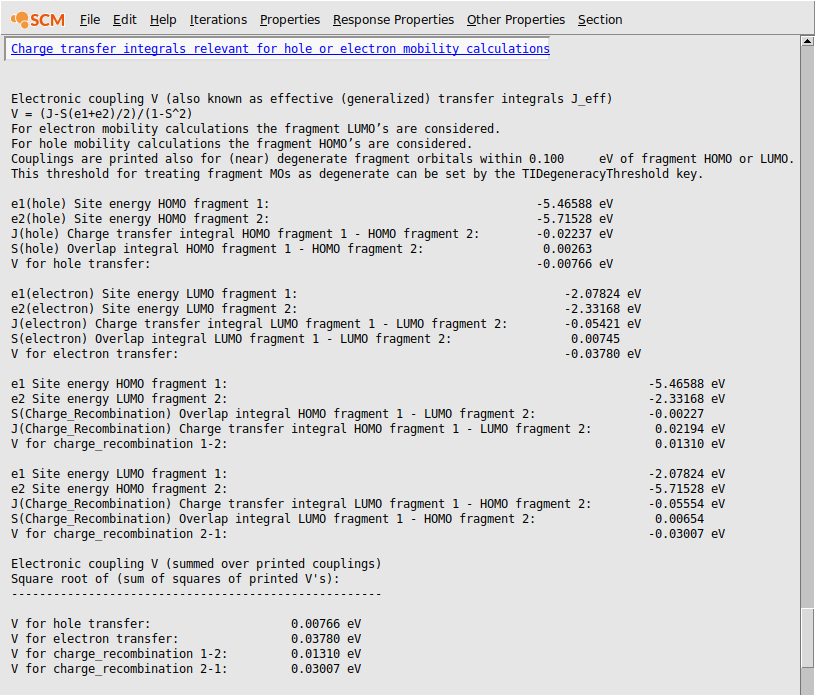 SCM File Edit Help Iterations Properties Response Properties Other Properties Section
Charge transfer integrals relevant for hole or electron mobility calculations
Electronic coupling V (also known as effective (generalized) transfer integrals J_eff)
V = (J-S(e1+e2)/2)/(1-S^2)
For electron mobility calculations the fragment LUMO's are considered.
For hole mobility calculations the fragment HOMO's are considered.
Couplings are printed also for (near) degenerate fragment orbitals within 0.100 eV of fragment HOMO or LUMO.
This threshold for treating fragment MOs as degenerate can be set by the TIDegeneracyThreshold key.
e1(hole) Site energy HOMO fragment 1: -5.46588 eV
e2(hole) Site energy HOMO fragment 2: -5.71528 eV
J(hole) Charge transfer integral HOMO fragment 1 - HOMO fragment 2: -0.02237 eV
S(hole) Overlap integral HOMO fragment 1 - HOMO fragment 2: 0.00263
V for hole transfer: -0.00766 eV
e1(electron) Site energy LUMO fragment 1: -2.07824 eV
e2(electron) Site energy LUMO fragment 2: -2.33168 eV
J(electron) Charge transfer integral LUMO fragment 1 - LUMO fragment 2: -0.05421 eV
S(electron) Overlap integral LUMO fragment 1 - LUMO fragment 2: 0.00745
V for electron transfer: -0.03780 eV
e1 Site energy HOMO fragment 1: -5.46588 eV
e2 Site energy LUMO fragment 2: -2.33168 eV
S(Charge_Recombination) Overlap integral HOMO fragment 1 - LUMO fragment 2: -0.00227
J(Charge_Recombination) Charge transfer integral HOMO fragment 1 - LUMO fragment 2: 0.02194 eV
V for charge_recombination 1-2: 0.01310 eV
e1 Site energy LUMO fragment 1: -2.07824 eV
e2 Site energy HOMO fragment 2: -5.71528 eV
J(Charge_Recombination) Charge transfer integral LUMO fragment 1 - HOMO fragment 2: -0.05554 eV
S(Charge_Recombination) Overlap integral LUMO fragment 1 - HOMO fragment 2: 0.00654
V for charge_recombination 2-1: -0.03007 eV
Electronic coupling V (summed over printed couplings)
Square root of (sum of squares of printed V's):
-----------------------------------------------------
V for hole transfer: 0.00766 eV
V for electron transfer: 0.03780 eV
V for charge_recombination 1-2: 0.01310 eV
V for charge_recombination 2-1: 0.03007 eV